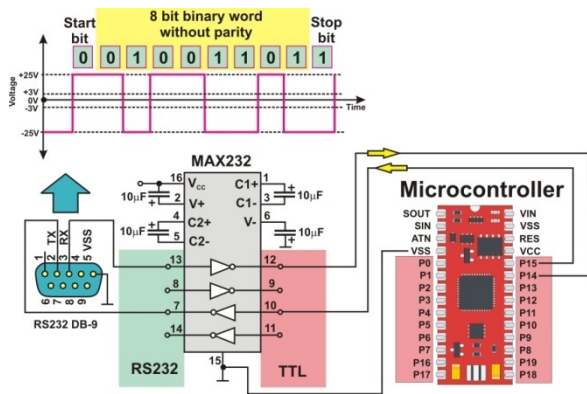 8 bit binary word
without parity
Start
bit
Stop
bit
0 0 1 0 0 1 1 0 1 1
Voltage
+25V
+3V
0V
-3V
-25V
Time
MAX232
16 VCC C1+ 1
10μF 2 V+ C1- 3 10μF
4 C2+ V- 6
10μF 5 C2- 10μF
13 12
8 9
7 10
14 11
15
RS232
TTL
TX
RX
VSS
1 2 3 4 5
6 7 8 9
RS232 DB-9
Microcontroller
SOUT VIN
SIN VSS
ATN RES
VSS VCC
P0 P15
P1 P14
P2 P13
P3 P12
P4 P11
P5 P10
P6 P9
P7 P8
P16 P19
P17 P18